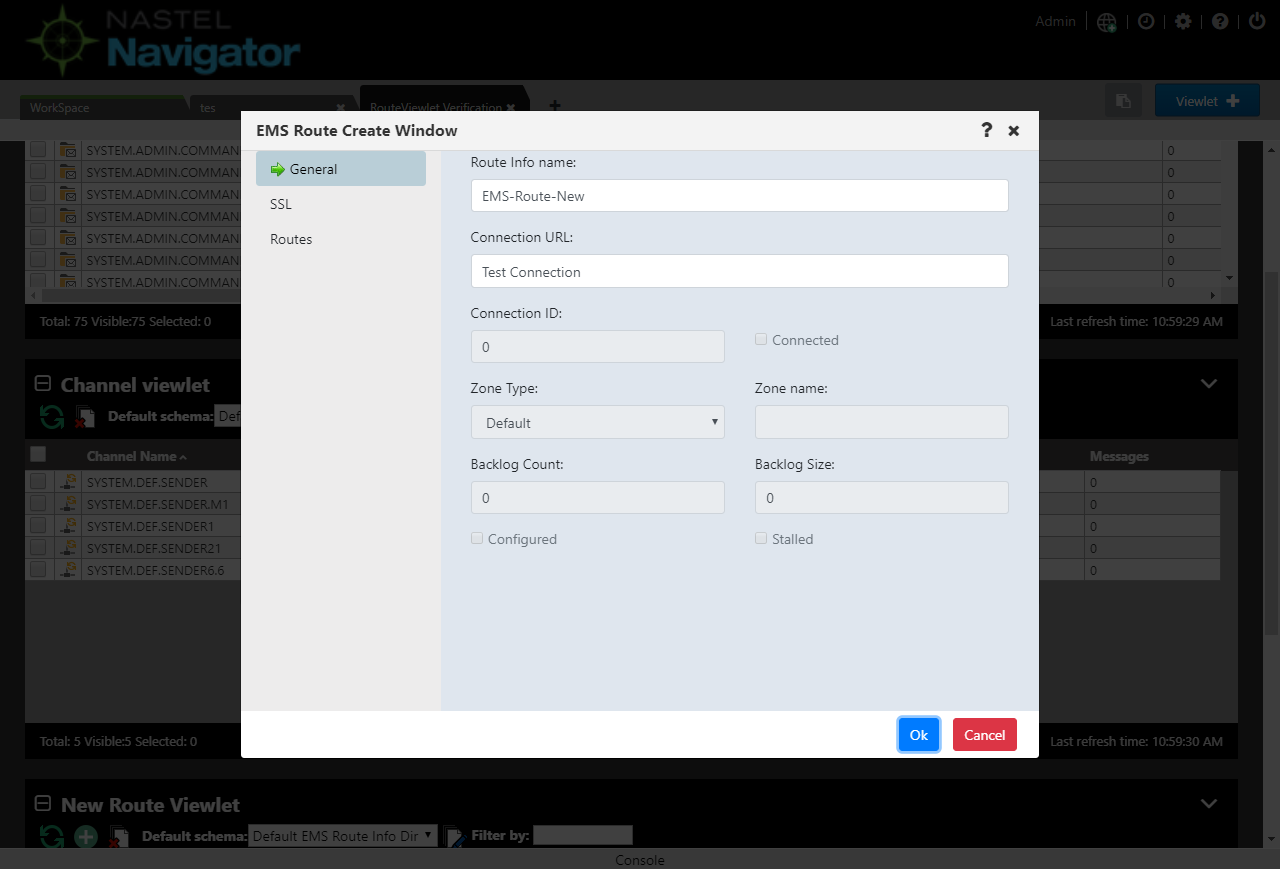 NASTEL
Navigator
Admin
WorkSpace
tes
RouteViewlet Verification
Viewlet
EMS Route Create Window
General
SSL
Routes
Route Info name:
EMS-Route-New
Connection URL:
Test Connection
Connection ID:
0
Connected
Zone Type:
Zone name:
Default
Backlog Count:
Backlog Size:
0
0
Configured
Stalled
Ok
Cancel
SYSTEM.ADMIN.COMMAN
0
SYSTEM.ADMIN.COMMAN
0
SYSTEM.ADMIN.COMMAN
0
SYSTEM.ADMIN.COMMAN
0
SYSTEM.ADMIN.COMMAN
0
SYSTEM.ADMIN.COMMAN
0
SYSTEM.ADMIN.COMMAN
0
Total: 75 Visible:75 Selected: 0
Last refresh time: 10:59:29 AM
Channel viewlet
Default schema: Def
Channel Name
Messages
SYSTEM.DEF.SENDER
0
SYSTEM.DEF.SENDER.M1
0
SYSTEM.DEF.SENDER1
0
SYSTEM.DEF.SENDER21
0
SYSTEM.DEF.SENDER6.6
0
Total: 5 Visible:5 Selected: 0
Last refresh time: 10:59:30 AM
New Route Viewlet
Default schema: Default EMS Route Info Dir Filter by:
Console